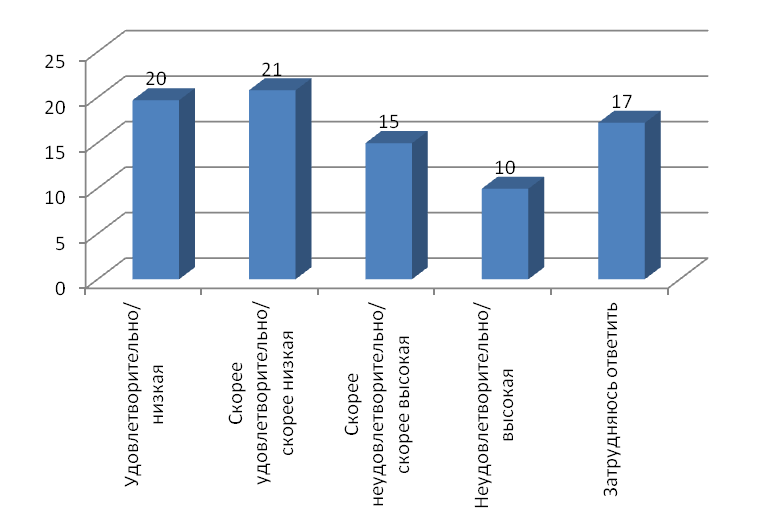 25
20
15
10
5
0
20
21
15
10
17
Удовлетворительно/
низкая
Скорее
удовлетворительно/
скорее низкая
Скорее
неудовлетворительно/
скорее высокая
Неудовлетворительно/
высокая
Затрудняюсь ответить